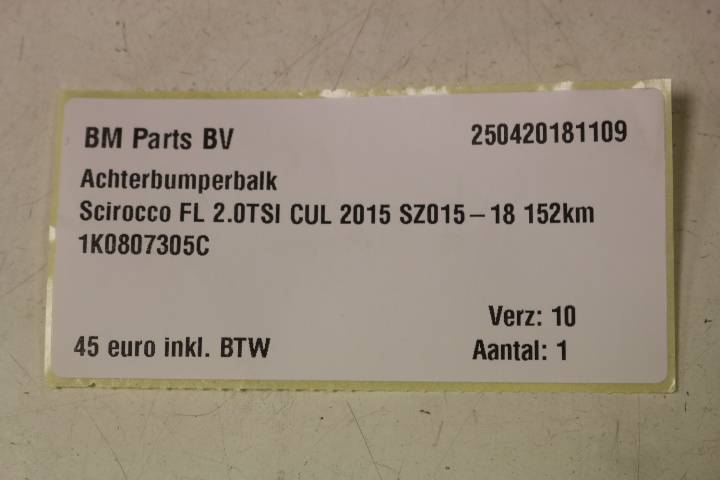 BM Parts BV 250420181109
Achterbumperbalk
Scirocco FL 2.0TSI CUL 2015 SZ015-18 152km
1K0807305C
Verz: 10
45 euro inkl. BTW Aantal: 1